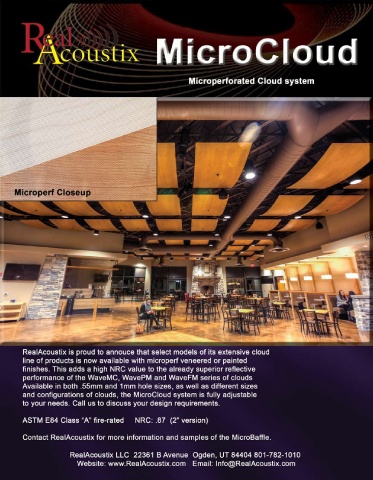 Real
Acoustix
MicroCloud
Microperforated Cloud system
Microperf Closeup
RealAcoustix is proud to annouce that select models of its extensive cloud
line of products is now available with microperf veneered or painted
finishes. This adds a high NRC value to the already superior reflective
performance of the WaveMC, WavePM and WaveFM series of clouds
Available in both .55mm and 1mm hole sizes, as well as different sizes
and configurations of clouds, the MicroCloud system is fully adjustable
to your needs. Call us to discuss your design requirements.
ASTM E84 Class "A" fire-rated NRC: .87 (2" version)
Contact RealAcoustix for more information and samples of the MicroBaffle.
RealAcoustix LLC 22361 B Avenue Ogden, UT 84404 801-782-1010
Website: www.RealAcoustix.com Email: Info@RealAcoustix.com